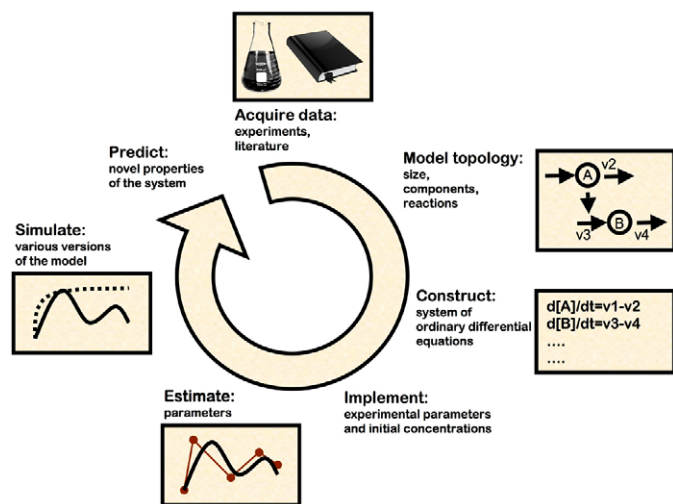 Acquire data:
experiments,
literature
Model topology:
size,
components,
reactions
A
v2
v3
B
v4
Construct:
system of
ordinary differential
equations
d[A]/dt=v1-v2
d[B]/dt=v3-v4
....
....
Implement:
experimental parameters
and initial concentrations
Estimate:
parameters
Simulate:
various versions
of the model
Predict:
novel properties
of the system